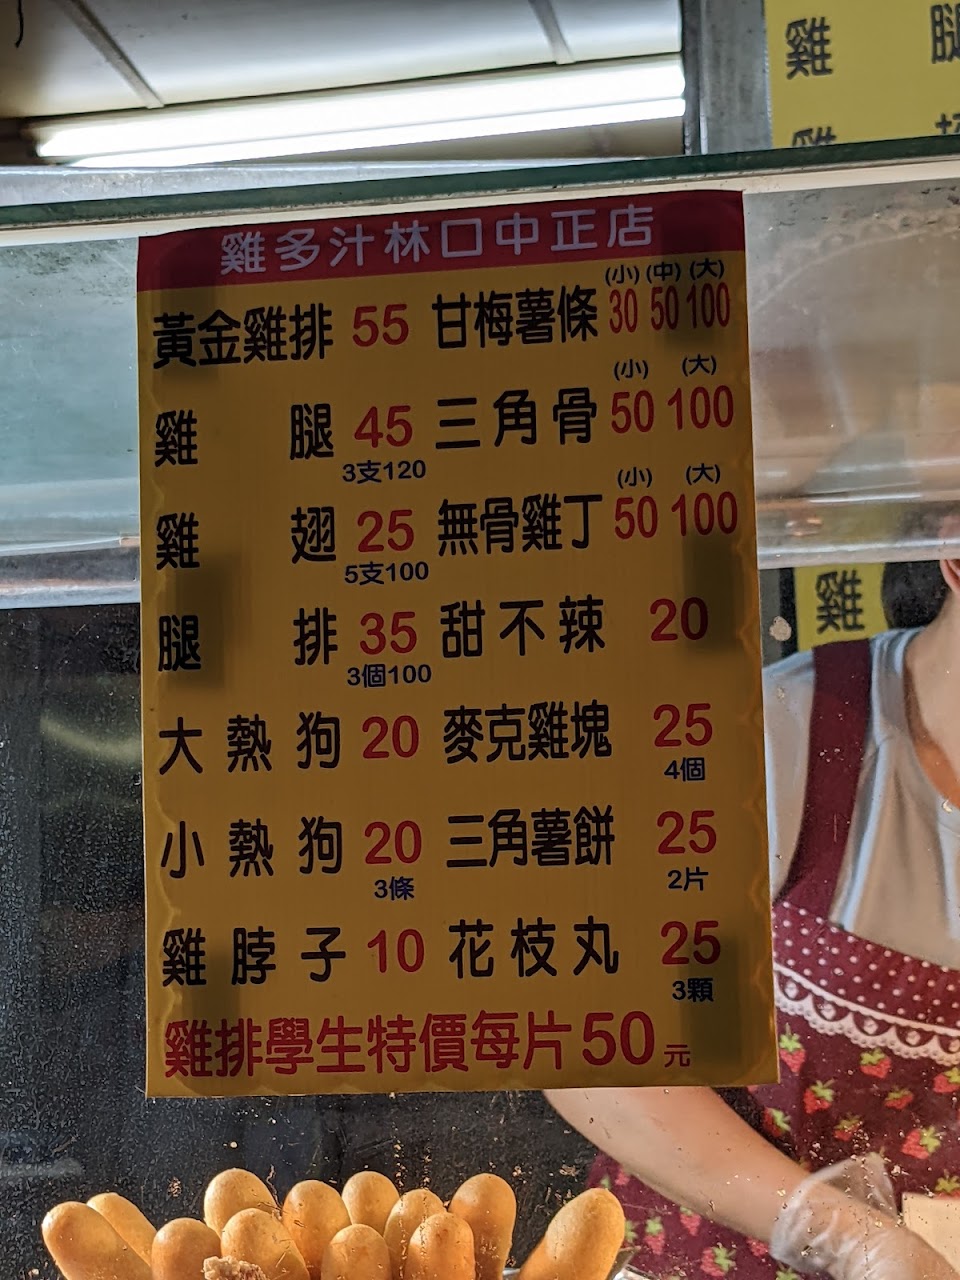 雞 腿
雞
雞多汁林口中正店
黃金雞排 55 甘梅薯條 (小)30 (中)50 (大)100
雞腿 45 三角骨 (小)50 (大)100
3支120
雞翅 25 無骨雞丁 (小)50 (大)100
5支100
腿排 35 甜不辣 20
3個100
大熱狗 20 麥克雞塊 25
4個
小熱狗 20 三角薯餅 25
3條 2片
雞脖子 10 花枝丸 25
3顆
雞排學生特價每片50元
雞